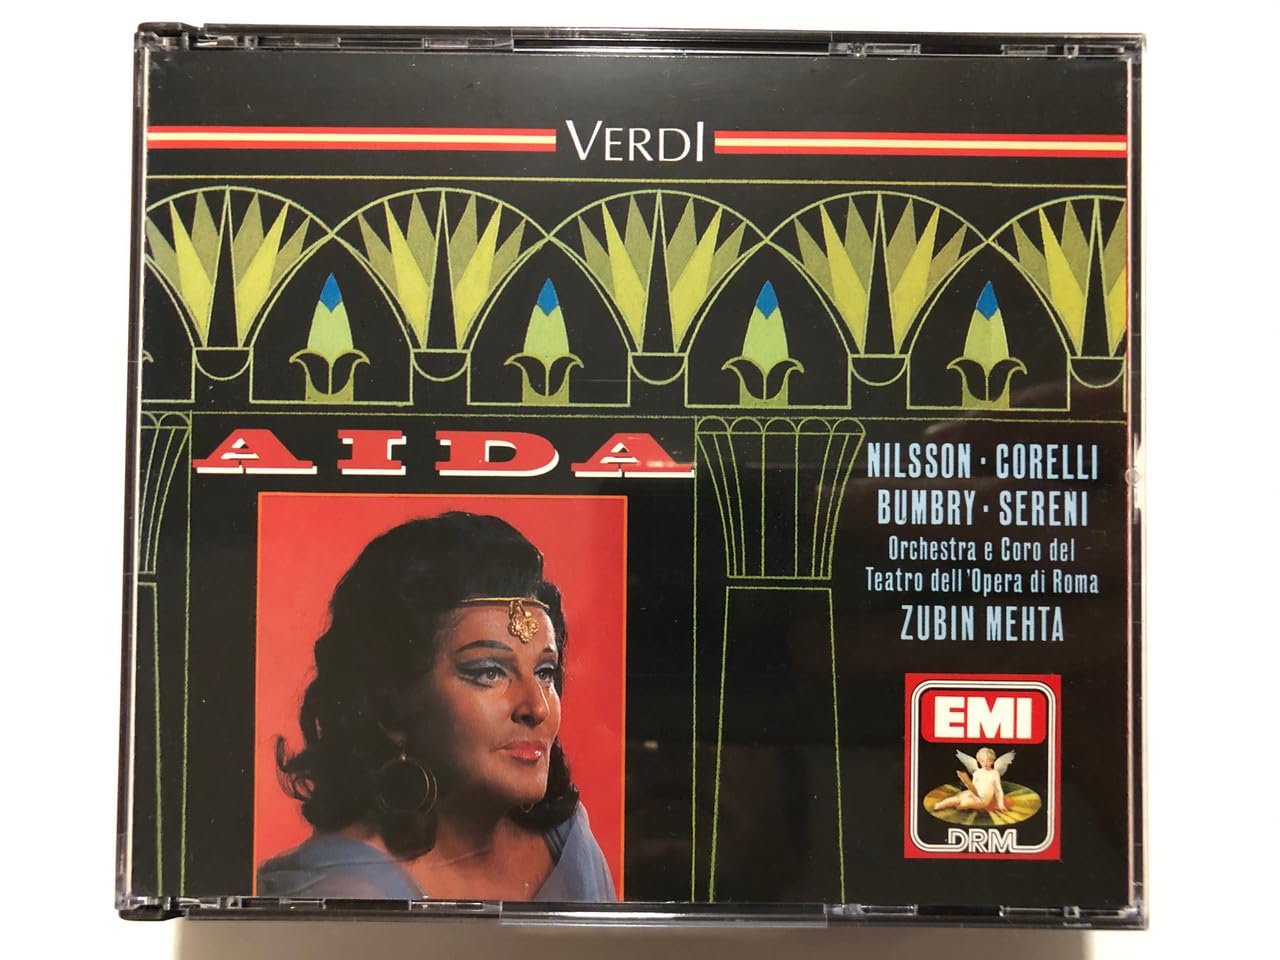 VERDI
AIDA
NILSSON · CORELLI
BUMBRY · SERENI
Orchestra e Coro del
Teatro dell'Opera di Roma
ZUBIN MEHTA
EMI
DRM